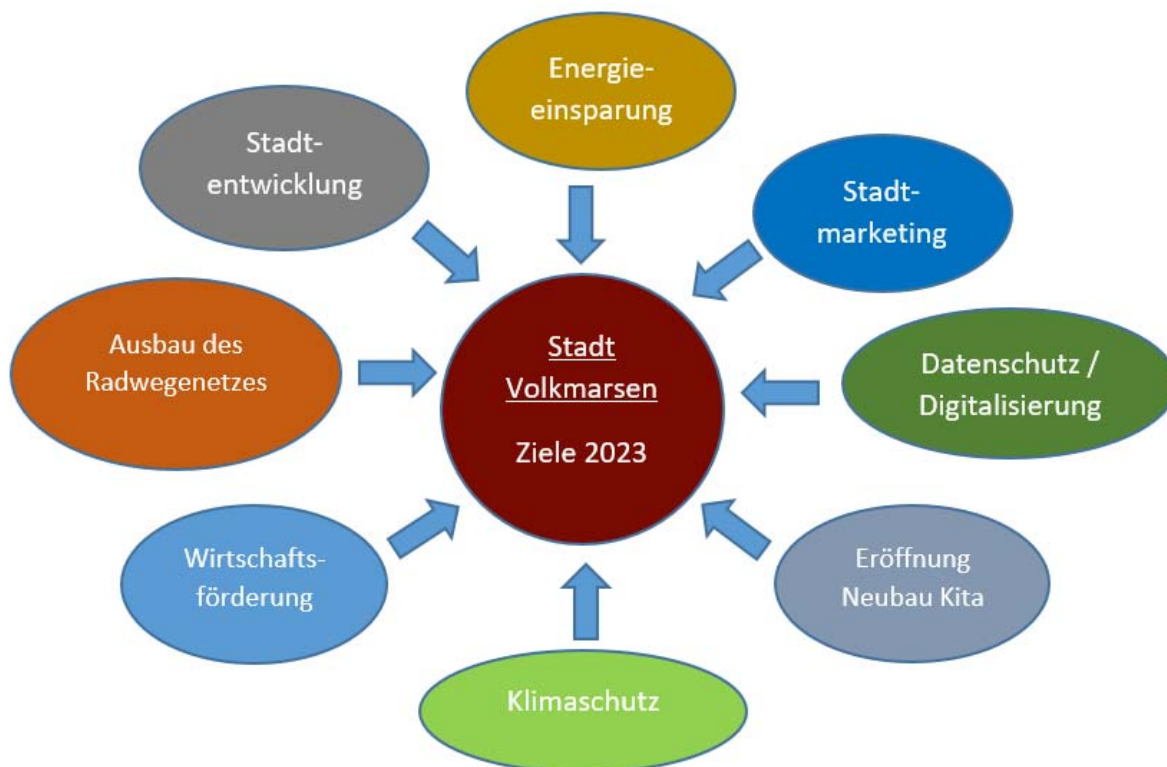 Energie-
einsparung
Stadt-
entwicklung
Stadt-
marketing
Ausbau des
Radwegenetzes
Stadt
Volkmarsen
Ziele 2023
Datenschutz /
Digitalisierung
Wirtschafts-
förderung
Eröffnung
Neubau Kita
Klimaschutz